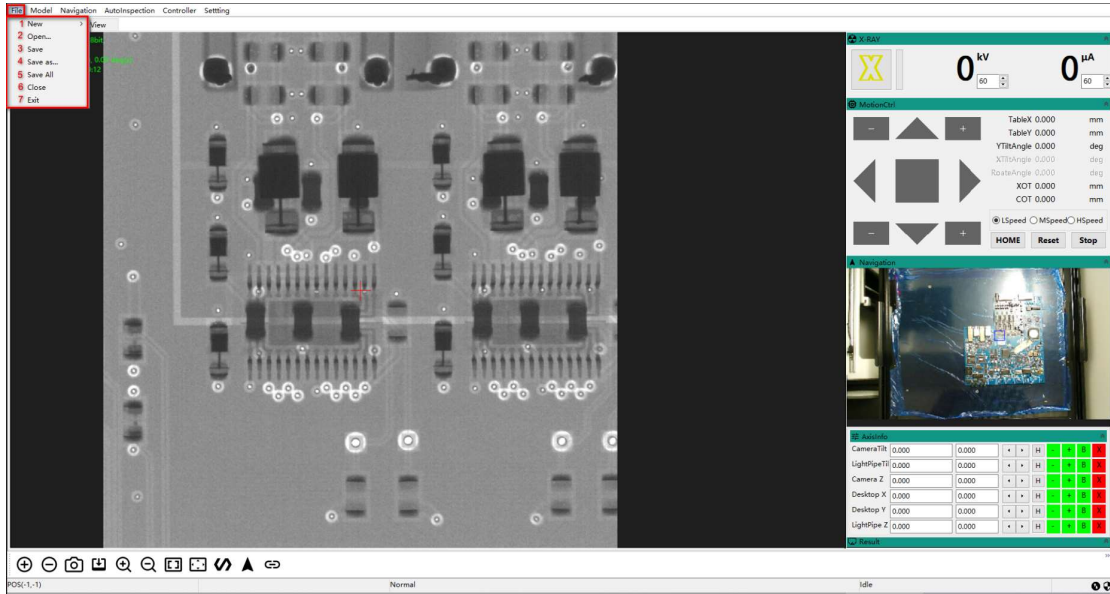 File Model Navigation AutoInspection Controller Settting
1 New
View
2 Open...
3 Save
4 Save as...
:12
5 Save All
6 Close
7 Exit
X-RAY
0 kV
60
0 μA
60
MotionCtrl
TableX 0.000 mm
TableY 0.000 mm
YTiltAngle 0.000 deg
XTiltAngle 0.000 deg
RoateAngle 0.000 deg
XOT 0.000 mm
COT 0.000 mm
LSpeed MSpeed HSpeed
HOME Reset Stop
Navigation
AxisInfo
CameraTilt 0.000 0.000 H - + B X
LightPipeTil 0.000 0.000 H - + B X
Camera Z 0.000 0.000 H - + B X
Desktop X 0.000 0.000 H - + B X
Desktop Y 0.000 0.000 H - + B X
LightPipe Z 0.000 0.000 H - + B X
Result
POS(-1,-1) Normal Idle